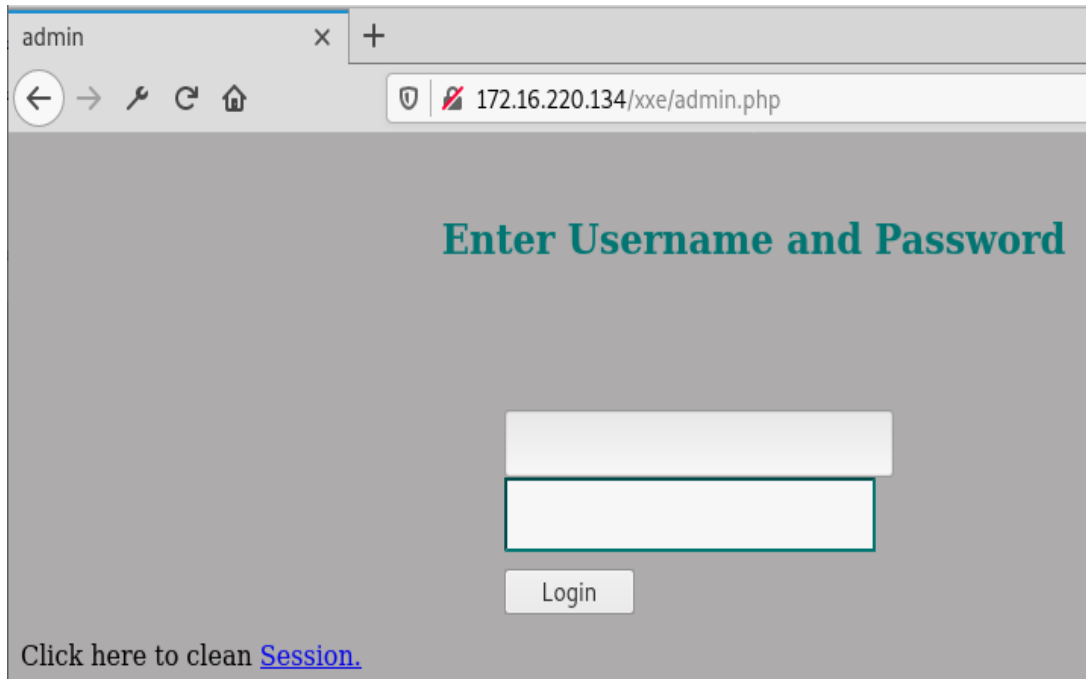 admin
172.16.220.134/xxe/admin.php
Enter Username and Password
Login
Click here to clean Session.